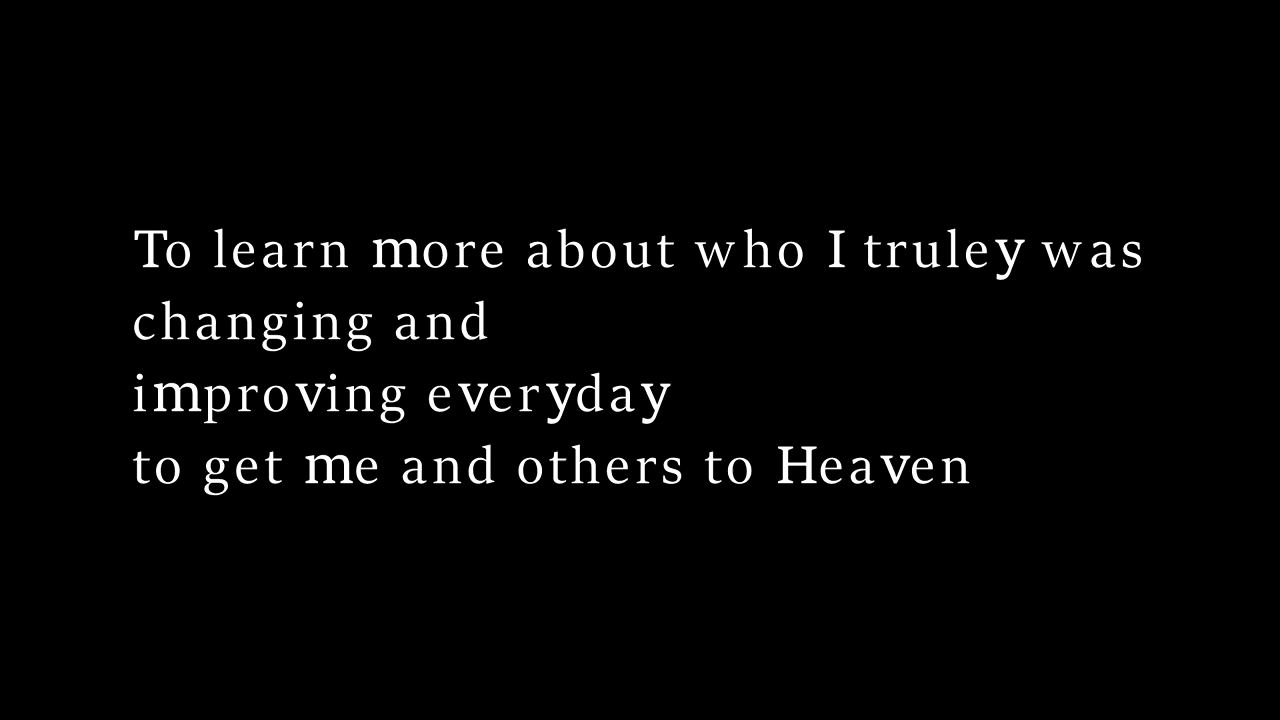 To learn more about who I truley was
changing and
improving everyday
to get me and others to Heaven